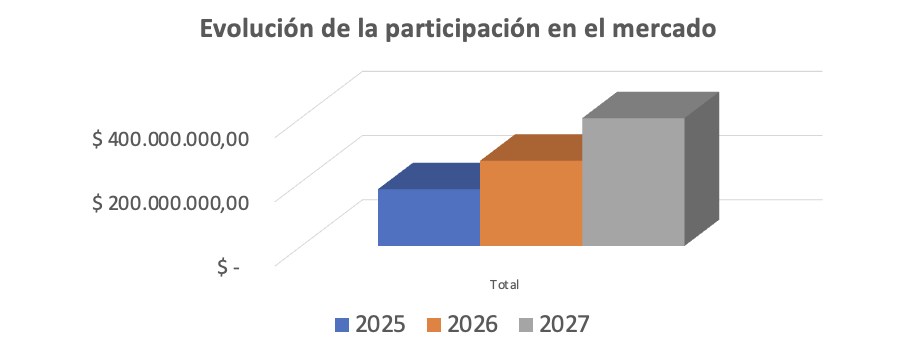 Evolución de la participación en el mercado
$ 400.000.000,00
$ 200.000.000,00
$ -
Total
2025 2026 2027